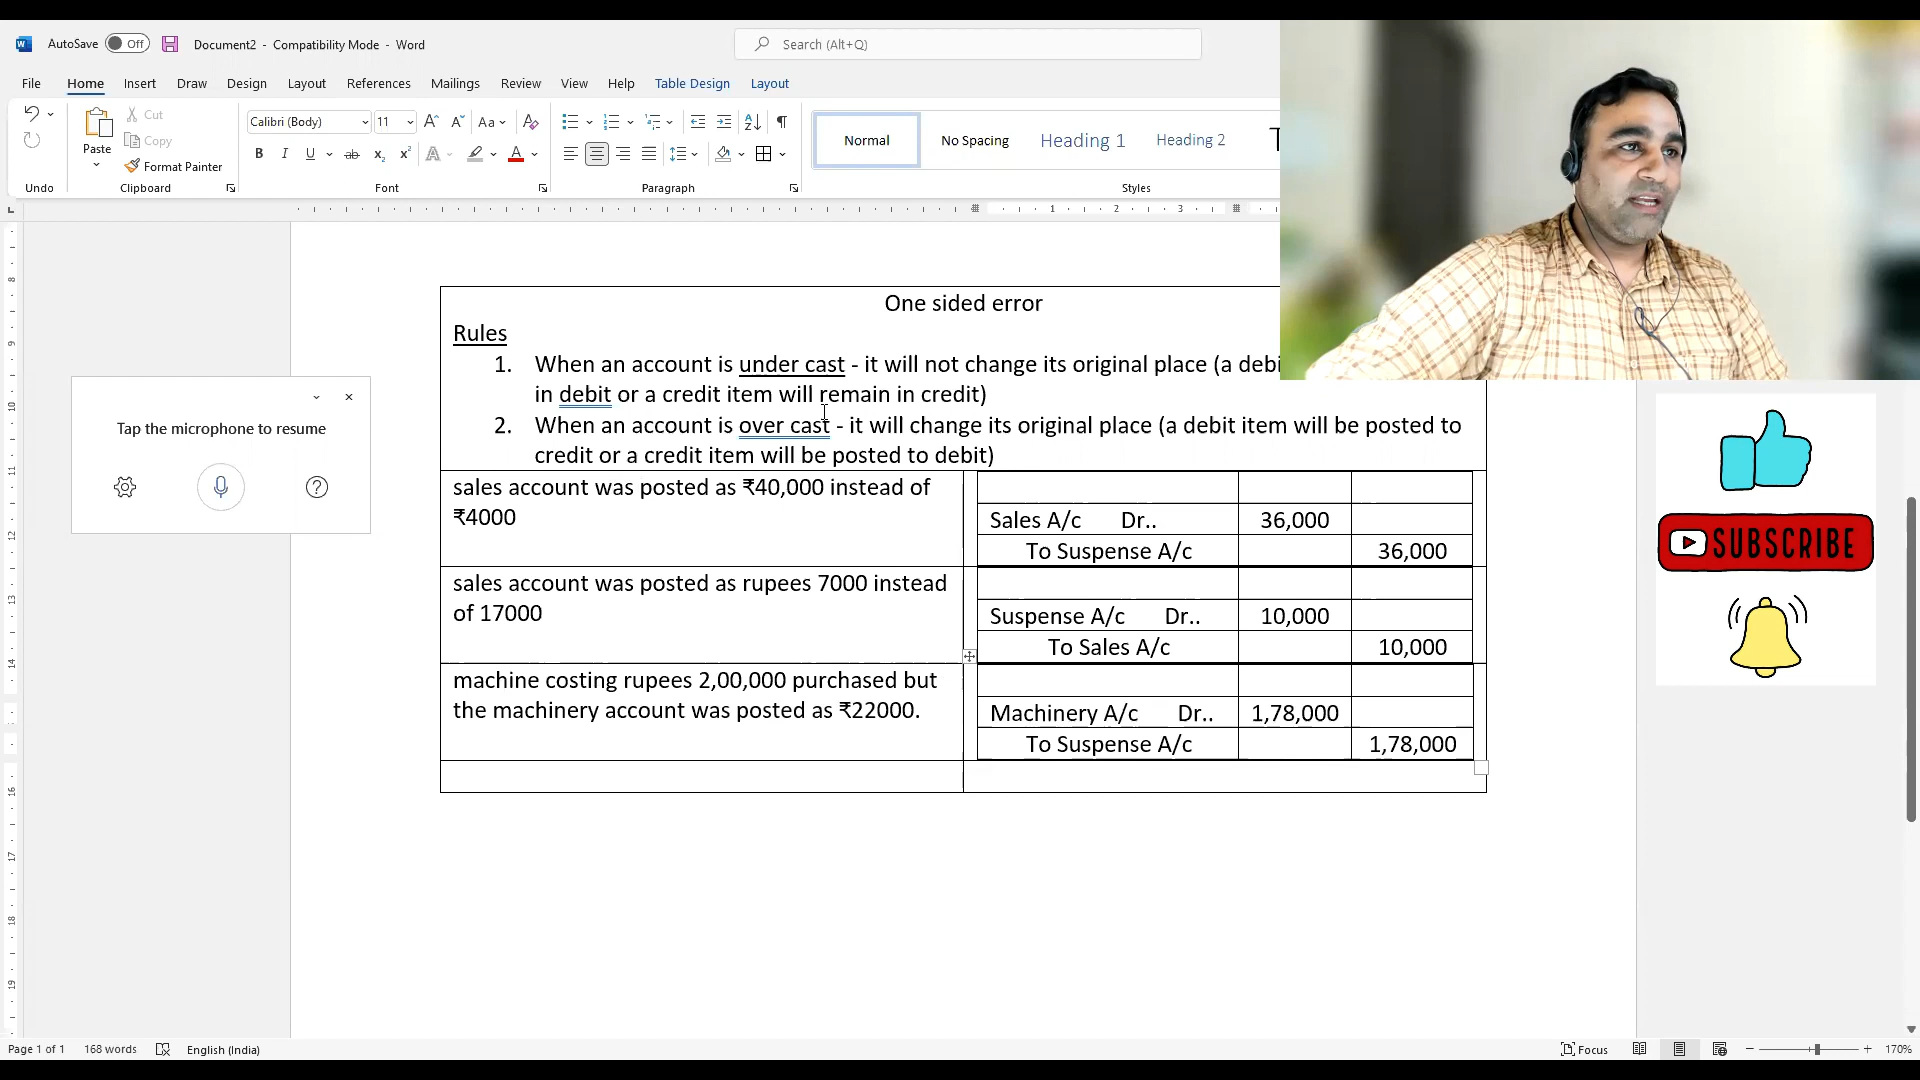 AutoSave Off Document2 - Compatibility Mode - Word Search (Alt+Q)
File Home Insert Draw Design Layout References Mailings Review View Help Table Design Layout
Cut
Copy
Paste Format Painter
Calibri (Body) 11
Normal No Spacing Heading 1 Heading 2
Undo Clipboard Font Paragraph Styles
One sided error
Rules
1. When an account is under cast - it will not change its original place (a debi
in debit or a credit item will remain in credit)
2. When an account is over cast - it will change its original place (a debit item will be posted to
credit or a credit item will be posted to debit)
sales account was posted as ₹40,000 instead of
₹4000
Sales A/c Dr.. 36,000
To Suspense A/c 36,000
sales account was posted as rupees 7000 instead
of 17000
Suspense A/c Dr.. 10,000
To Sales A/c 10,000
machine costing rupees 2,00,000 purchased but
the machinery account was posted as ₹22000.
Machinery A/c Dr.. 1,78,000
To Suspense A/c 1,78,000
Tap the microphone to resume
SUBSCRIBE
Page 1 of 1 168 words English (India) Focus 170%